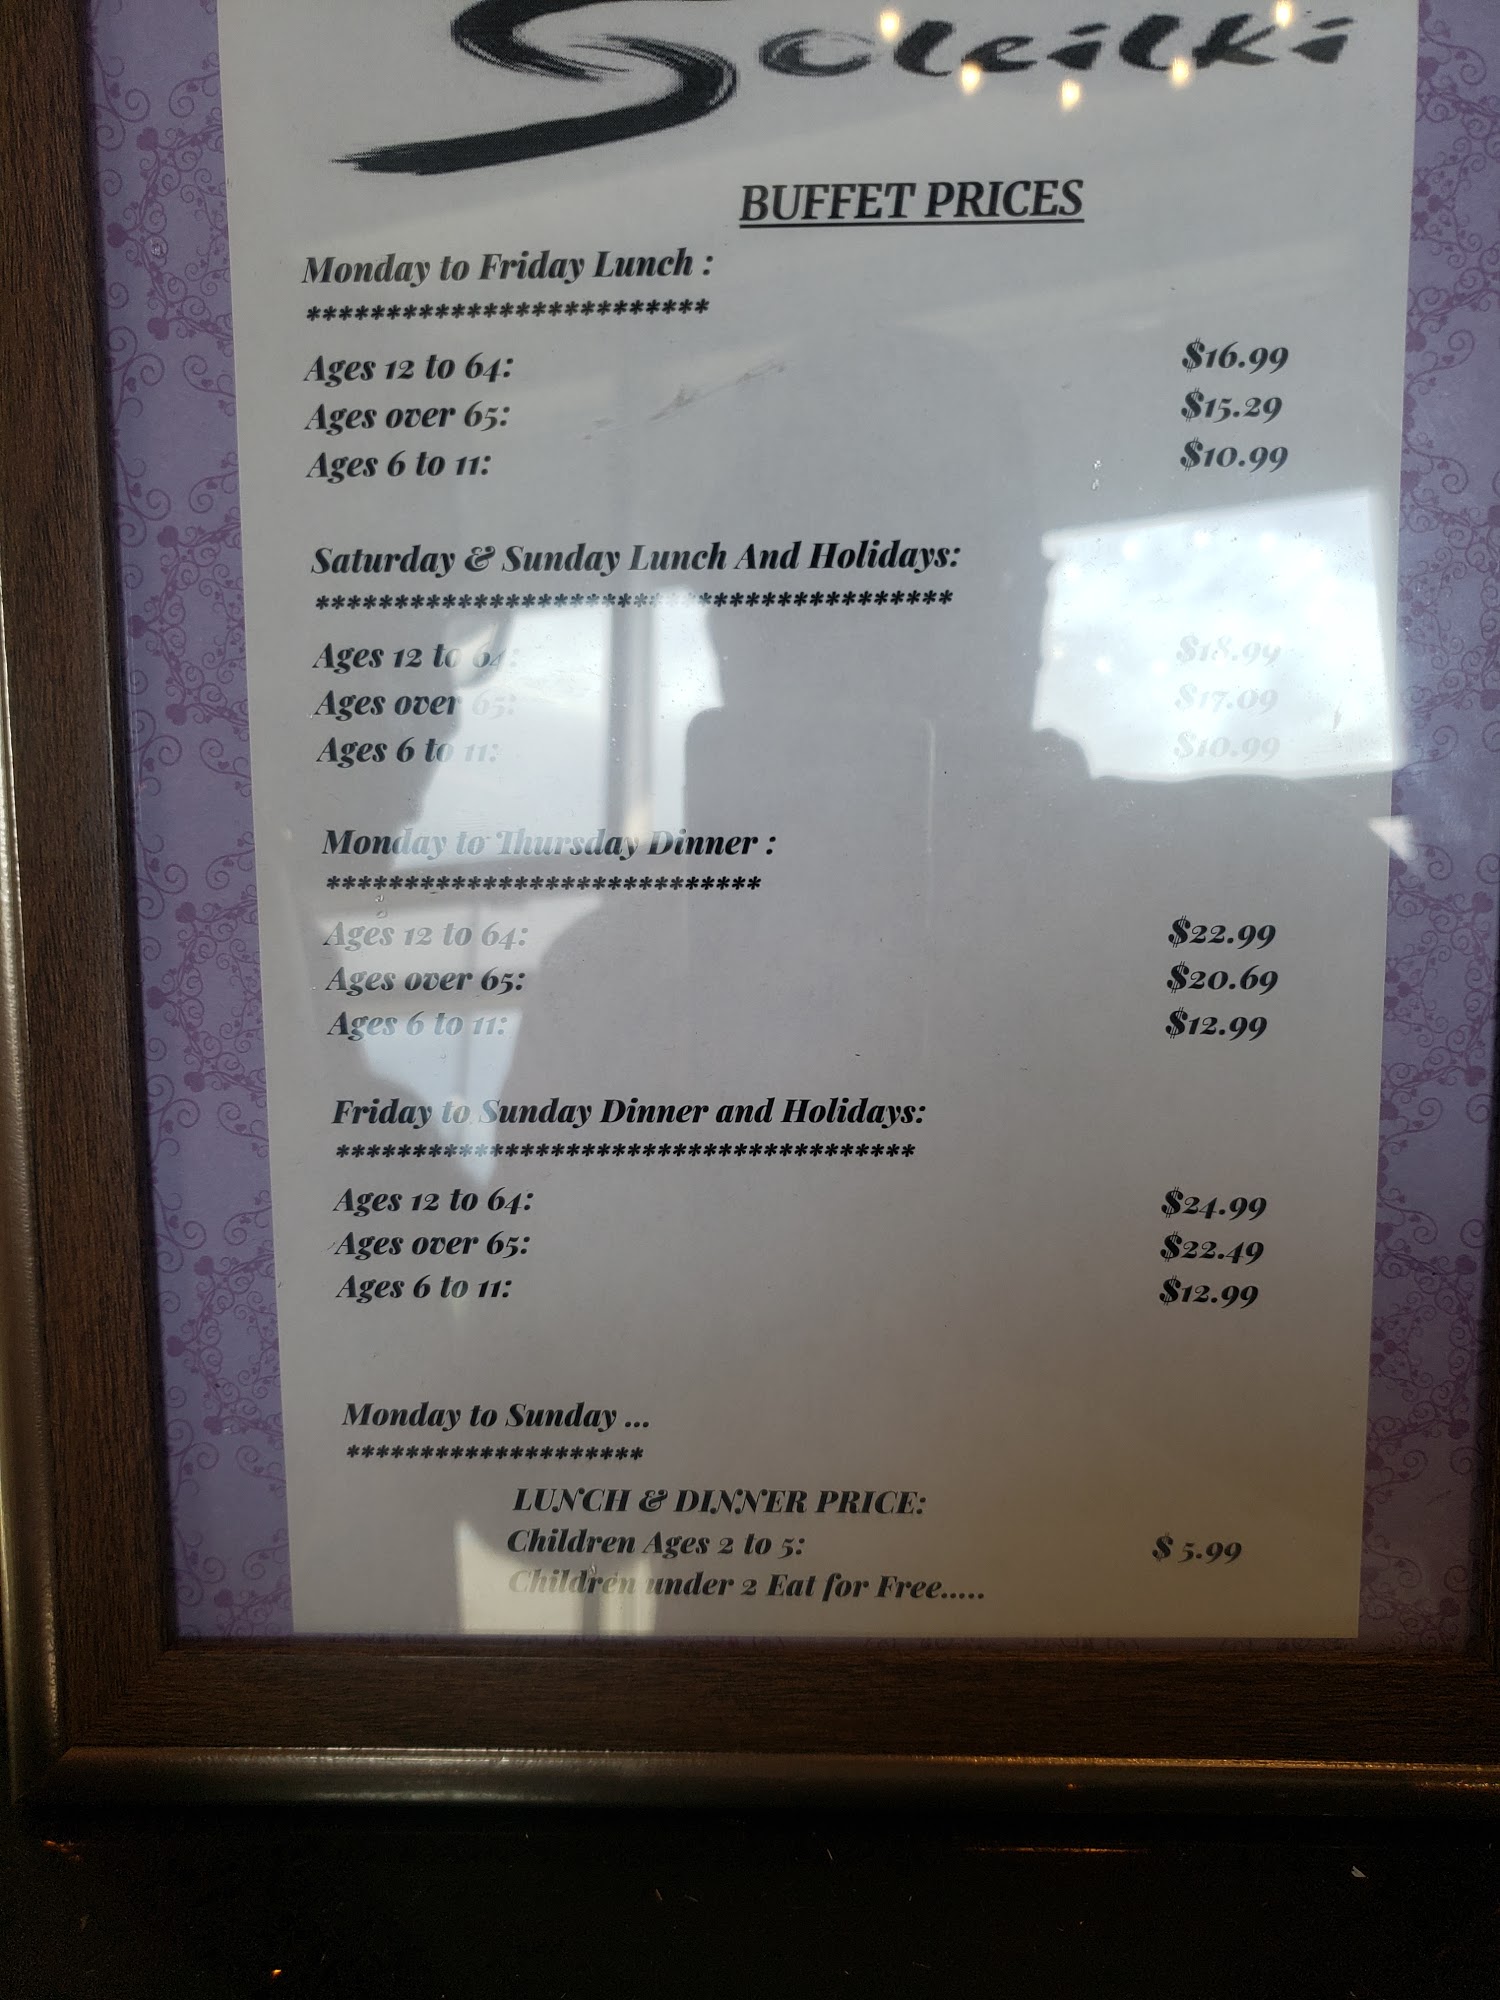 Soleilki
BUFFET PRICES
Monday to Friday Lunch :
*************************
Ages 12 to 64: $16.99
Ages over 65: $15.29
Ages 6 to 11: $10.99
Saturday & Sunday Lunch And Holidays:
****************************************
Ages 12 to 64: $18.99
Ages over 65: $17.09
Ages 6 to 11: $10.99
Monday to Thursday Dinner :
****************************
Ages 12 to 64: $22.99
Ages over 65: $20.69
Ages 6 to 11: $12.99
Friday to Sunday Dinner and Holidays:
**************************************
Ages 12 to 64: $24.99
Ages over 65: $22.49
Ages 6 to 11: $12.99
Monday to Sunday ...
********************
LUNCH & DINNER PRICE:
Children Ages 2 to 5: $ 5.99
Children under 2 Eat for Free.....